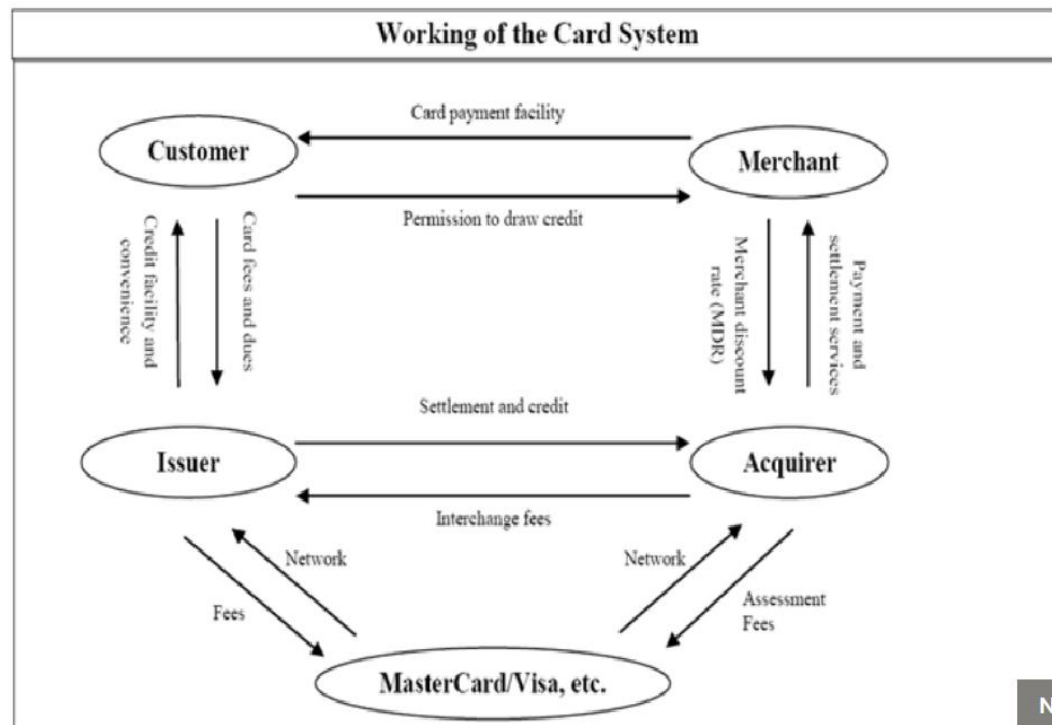 Working of the Card System
Card payment facility
Customer
Merchant
Permission to draw credit
Credit facility and
convenience
Card fees and dues
Merchant discount
rate (MDR)
Payment and
settlement services
Settlement and credit
Issuer
Acquirer
Interchange fees
Network
Network
Fees
Assessment
Fees
MasterCard/Visa, etc.
N